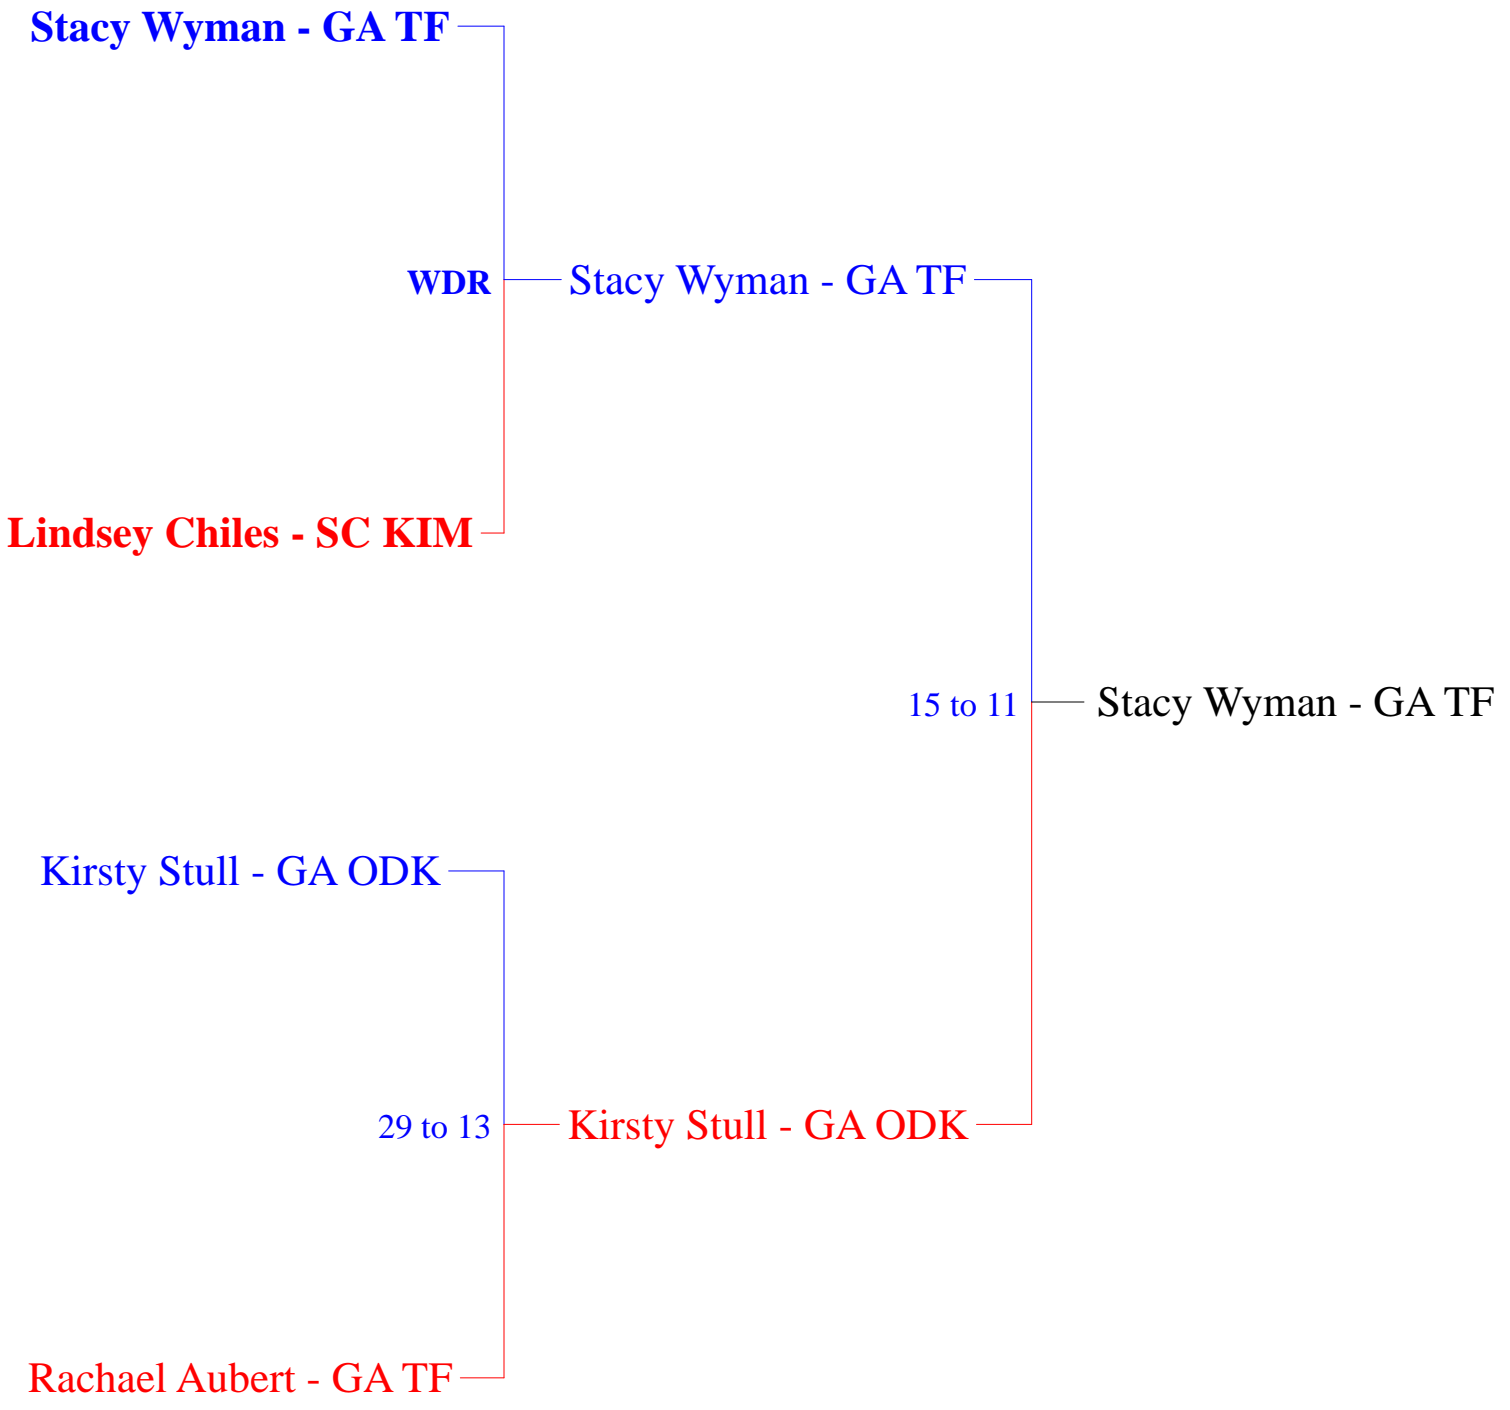 Stacy Wyman - GA TF
WDR
Stacy Wyman - GA TF
Lindsey Chiles - SC KIM
15 to 11
Stacy Wyman - GA TF
Kirsty Stull - GA ODK
29 to 13
Kirsty Stull - GA ODK
Rachael Aubert - GA TF